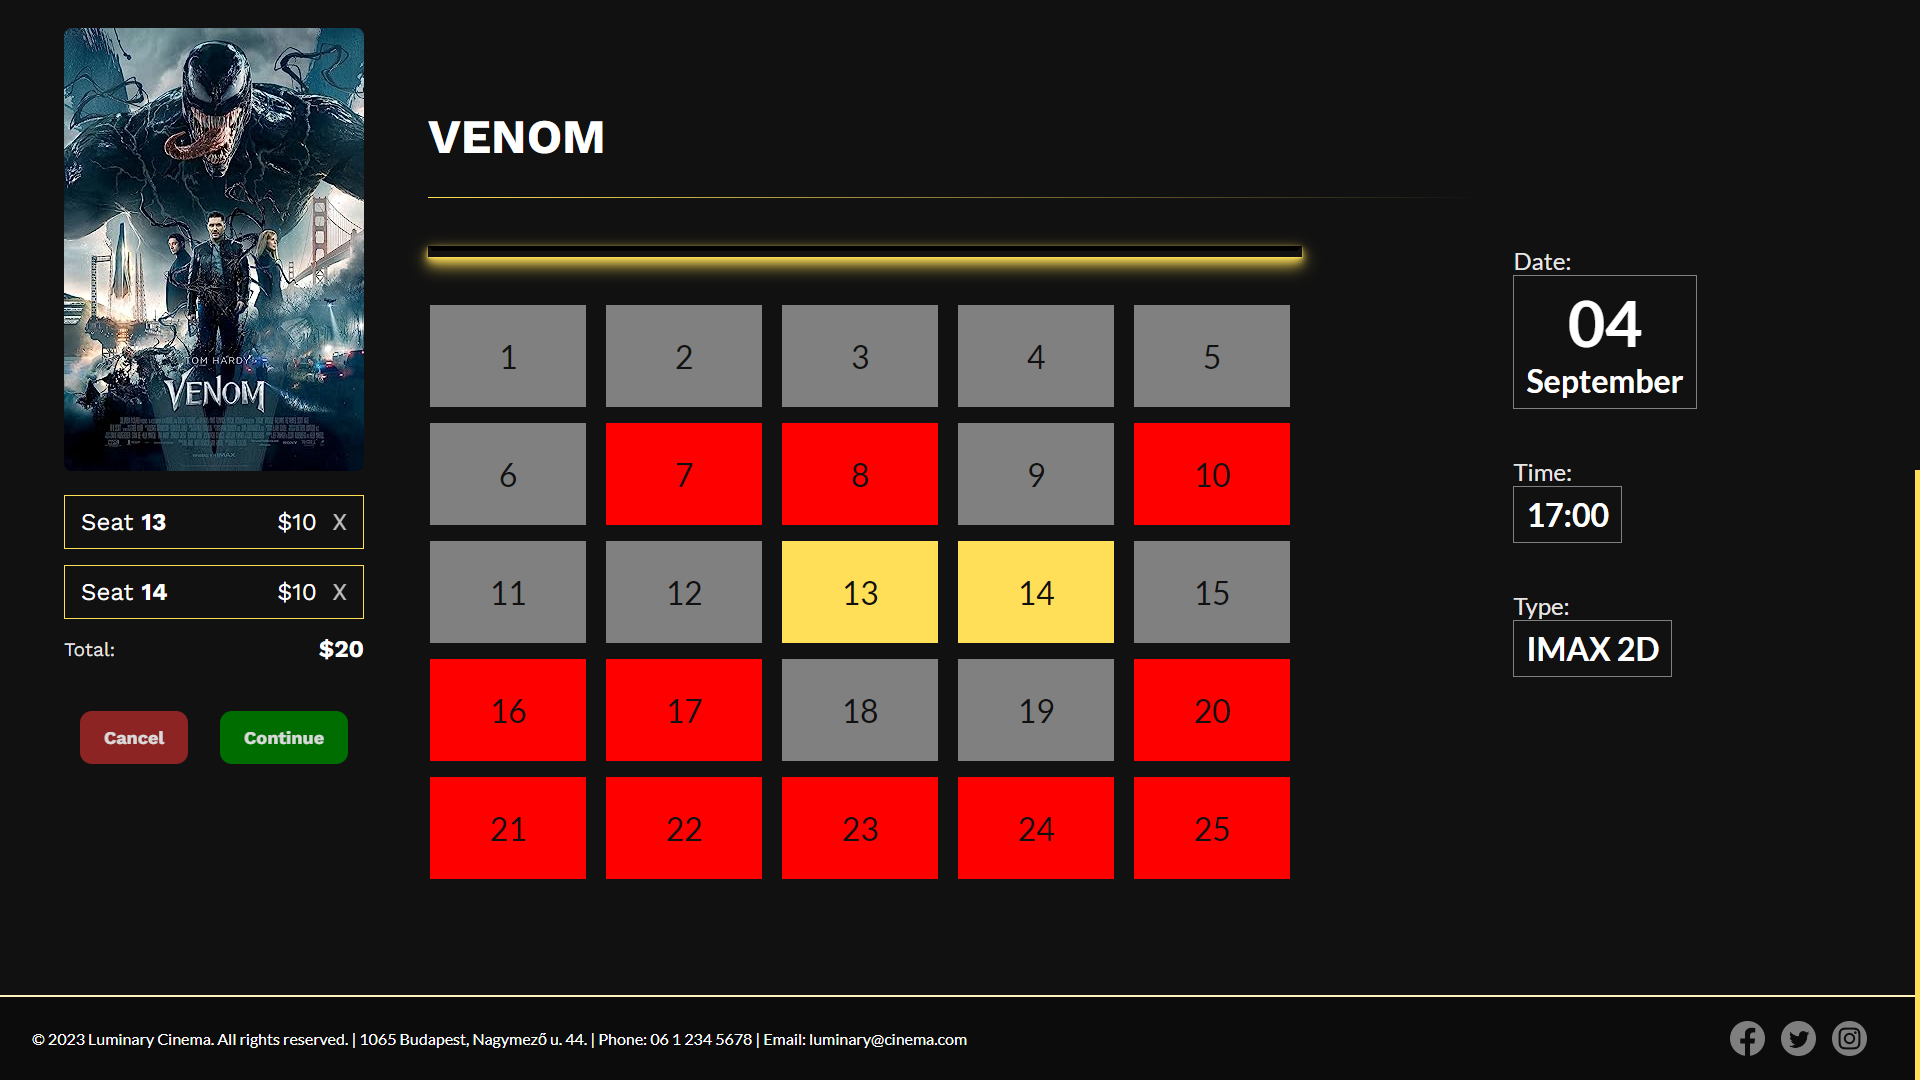 TOM HARDY
VENOM
Seat 13 $10 X
Seat 14 $10 X
Total: $20
Cancel Continue
VENOM
1 2 3 4 5
6 7 8 9 10
11 12 13 14 15
16 17 18 19 20
21 22 23 24 25
Date:
04
September
Time:
17:00
Type:
IMAX 2D
© 2023 Luminary Cinema. All rights reserved. | 1065 Budapest, Nagymező u. 44. | Phone: 06 1 234 5678 | Email: luminary@cinema.com